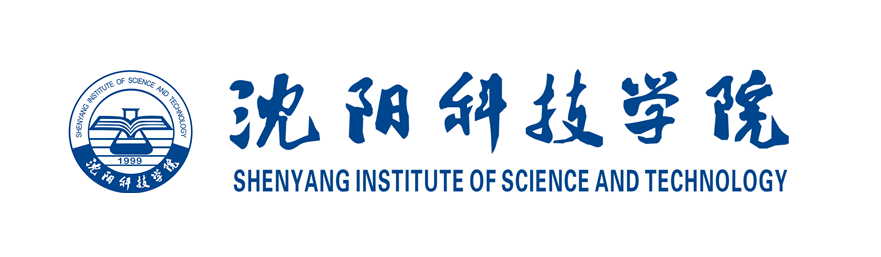 SHENYANG INSTITUTE OF SCIENCE AND TECHNOLOGY
1999
沈阳科技学院
沈阳科技学院
SHENYANG INSTITUTE OF SCIENCE AND TECHNOLOGY